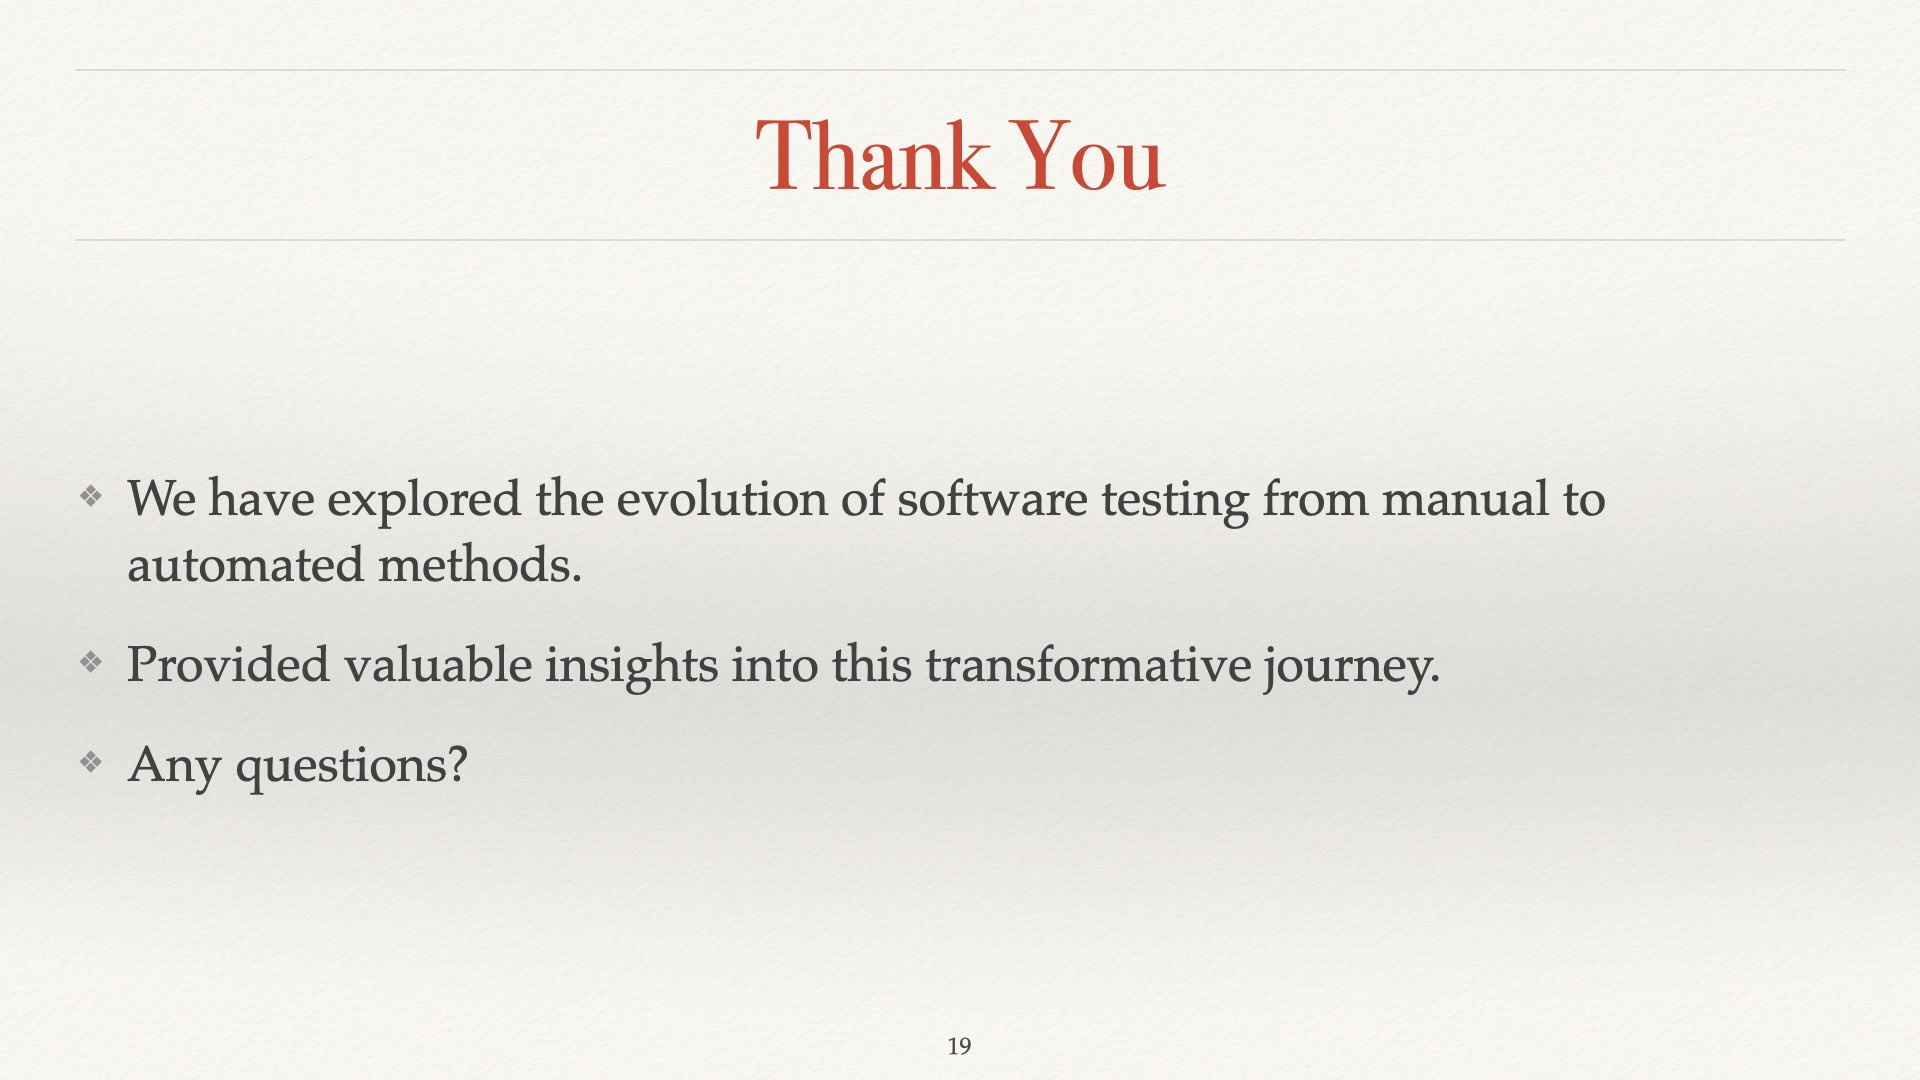 Thank You
❖ We have explored the evolution of software testing from manual to
automated methods.
❖ Provided valuable insights into this transformative journey.
❖ Any questions?
19